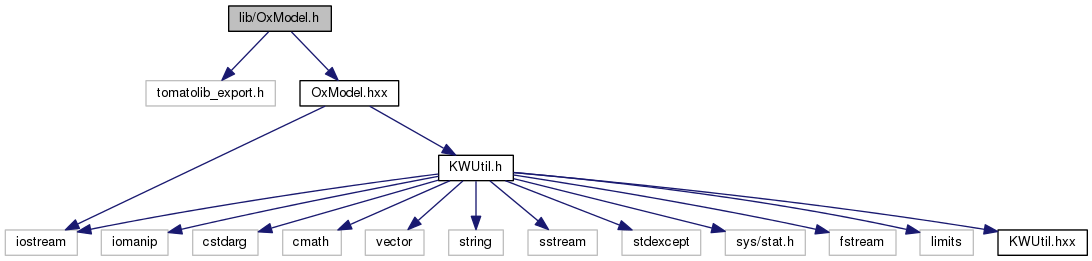 lib/OxModel.h
tomatolib_export.h
OxModel.hxx
KWUtil.h
iostream
iomanip
cstdarg
cmath
vector
string
sstream
stdexcept
sys/stat.h
fstream
limits
KWUtil.hxx